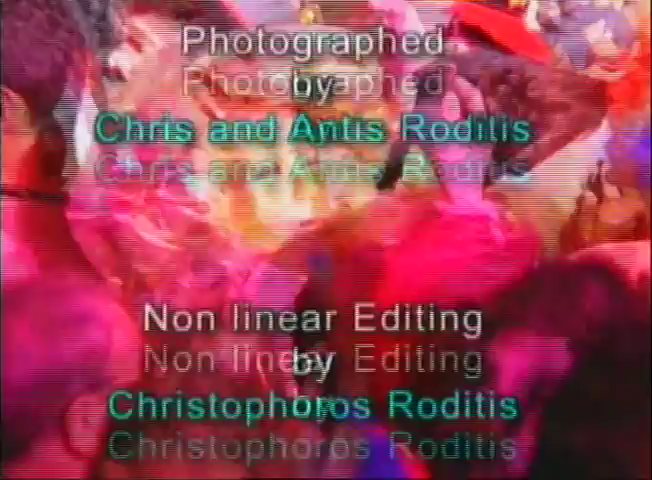 Photographed
by
Chris and Antis Roditis
Non linear Editing
by
Christophoros Roditis